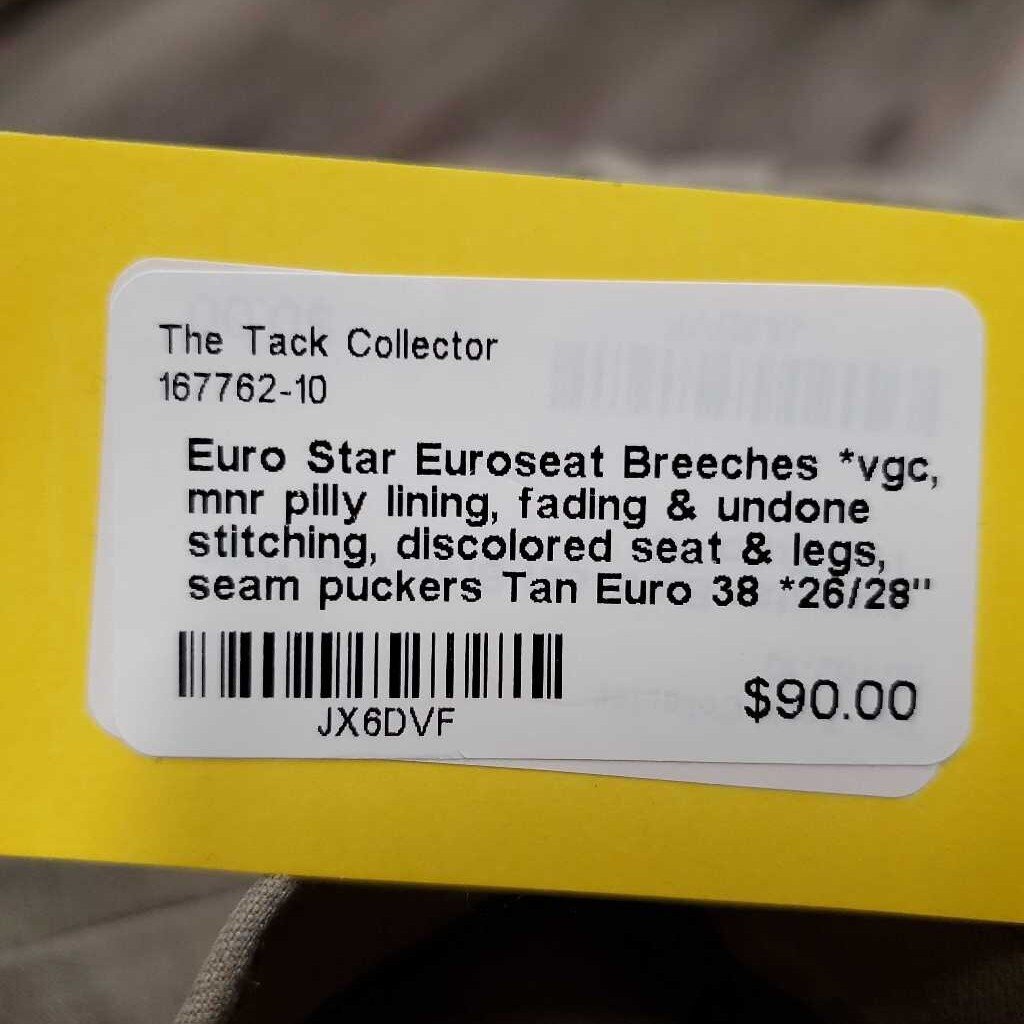 The Tack Collector
167762-10
Euro Star Euroseat Breeches *vgc,
mnr pilly lining, fading & undone
stitching, discolored seat & legs,
seam puckers Tan Euro 38 *26/28"
JX6DVF
$90.00